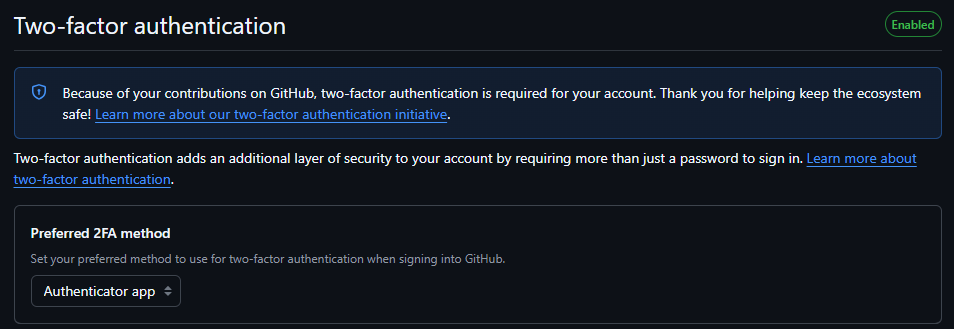 Two-factor authentication
Enabled
Because of your contributions on GitHub, two-factor authentication is required for your account. Thank you for helping keep the ecosystem
safe! Learn more about our two-factor authentication initiative.
Two-factor authentication adds an additional layer of security to your account by requiring more than just a password to sign in. Learn more about
two-factor authentication.
Preferred 2FA method
Set your preferred method to use for two-factor authentication when signing into GitHub.
Authenticator app